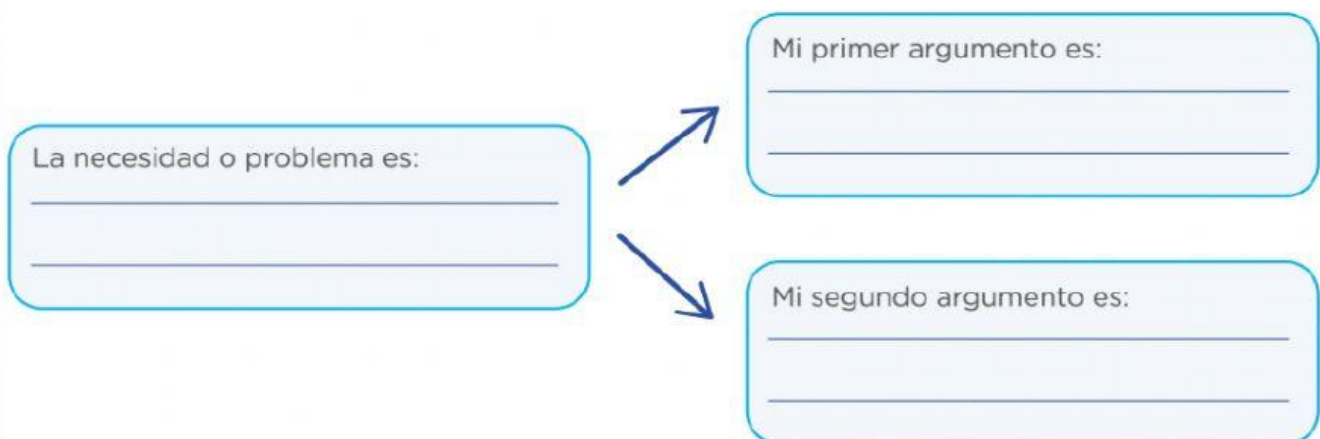 La necesidad o problema es:
Mi primer argumento es:
Mi segundo argumento es: